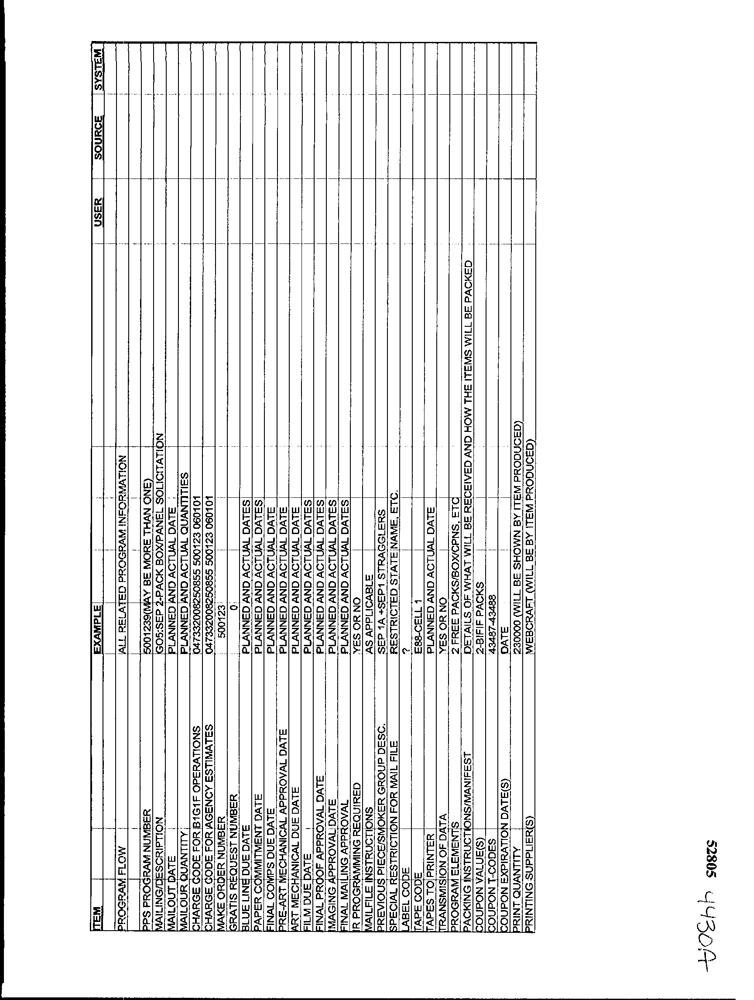 ITEM EXAMPLE USER SOURCE SYSTEM
PROGRAM FLOW ALL RELATED PROGRAM INFORMATION
PPS PROGRAM NUMBER 5001239(MAY BE MORE THAN ONE)
MAILING/DESCRIPTION GO5:SEP 2-PACK BOX/PANEL SOLICITATION
MAILOUT DATE PLANNED AND ACTUAL DATE
MAILOUR QUANTITY PLANNED AND ACTUAL QUANTITIES
CHARGE CODE FOR B1G1F OPERATIONS 047332008250855 500123 060101
CHARGE CODE FOR AGENCY ESTIMATES 047332008250855 500123 060101
MAKE ORDER NUMBER 500123
GRATIS REQUEST NUMBER 0
BLUE LINE DUE DATE PLANNED AND ACTUAL DATES
PAPER COMMITMENT DATE PLANNED AND ACTUAL DATES
FINAL COMPS DUE DATE PLANNED AND ACTUAL DATE
PRE-ART MECHANICAL APPROVAL DATE PLANNED AND ACTUAL DATE
ART MECHANICAL DUE DATE PLANNED AND ACTUAL DATE
FILM DUE DATE PLANNED AND ACTUAL DATES
FINAL PROOF APPROVAL DATE PLANNED AND ACTUAL DATES
IMAGING APPROVAL DATE PLANNED AND ACTUAL DATES
FINAL MAILING APPROVAL PLANNED AND ACTUAL DATES
IR PROGRAMMING REQUIRED YES OR NO
MAILFILE INSTRUCTIONS AS APPLICABLE
PREVIOUS PIECE/SMOKER GROUP DESC. SEP 1A +SEP1 STRAGGLERS
SPECIAL RESTRICTION FOR MAIL FILE RESTRICTED STATE NAME, ETC.
LABEL CODE ?
TAPE CODE E88-CELL 1
TAPES TO PRINTER PLANNED AND ACTUAL DATE
TRANSMISION OF DATA YES OR NO
PROGRAM ELEMENTS 2 FREE PACKS/BOX/CPNS, ETC
PACKING INSTRUCTIONS/MANIFEST DETAILS OF WHAT WILL BE RECEIVED AND HOW THE ITEMS WILL BE PACKED
COUPON VALUE(S) 2-BIFIF PACKS
COUPON T-CODES 43487-43488
COUPON EXPIRATION DATE(S) DATE
PRINT QUANTITY 230000 (WILL BE SHOWN BY ITEM PRODUCED)
PRINTING SUPPLIER(S) WEBCRAFT (WILL BE BY ITEM PRODUCED)
52805 4430A